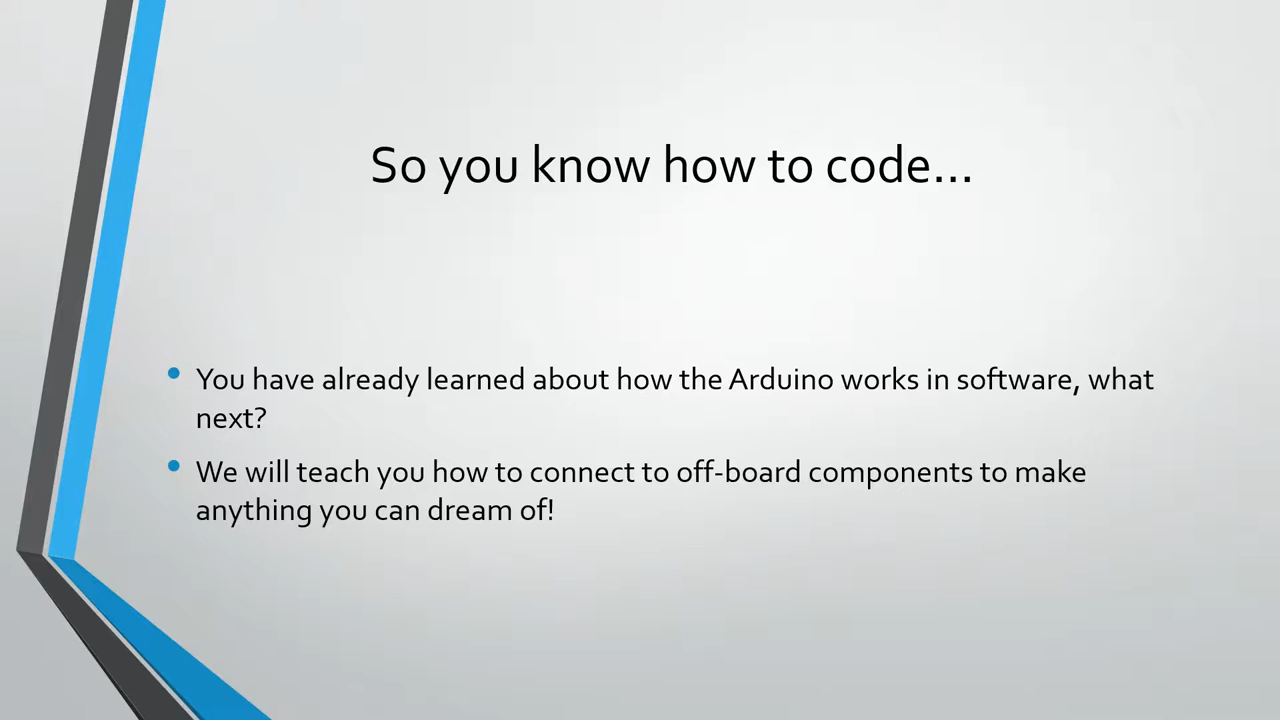 So you know how to code...
• You have already learned about how the Arduino works in software, what
next?
• We will teach you how to connect to off-board components to make
anything you can dream of!